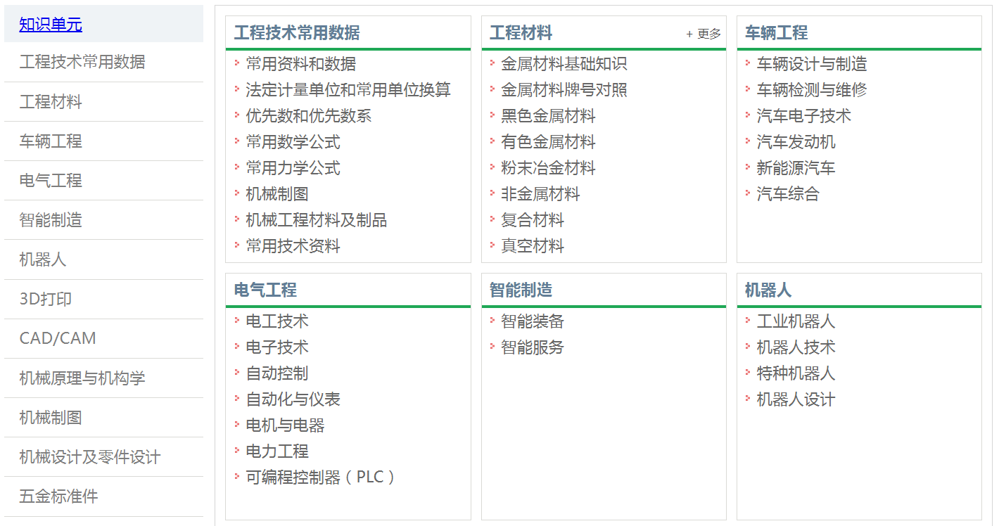 知识单元
工程技术常用数据
工程材料
车辆工程
电气工程
智能制造
机器人
3D打印
CAD/CAM
机械原理与机构学
机械制图
机械设计及零件设计
五金标准件
工程技术常用数据
常用资料和数据
法定计量单位和常用单位换算
优先数和优先数系
常用数学公式
常用力学公式
机械制图
机械工程材料及制品
常用技术资料
工程材料
+ 更多
金属材料基础知识
金属材料牌号对照
黑色金属材料
有色金属材料
粉末冶金材料
非金属材料
复合材料
真空材料
车辆工程
车辆设计与制造
车辆检测与维修
汽车电子技术
汽车发动机
新能源汽车
汽车综合
电气工程
电工技术
电子技术
自动控制
自动化与仪表
电机与电器
电力工程
可编程控制器（PLC）
智能制造
智能装备
智能服务
机器人
工业机器人
机器人技术
特种机器人
机器人设计